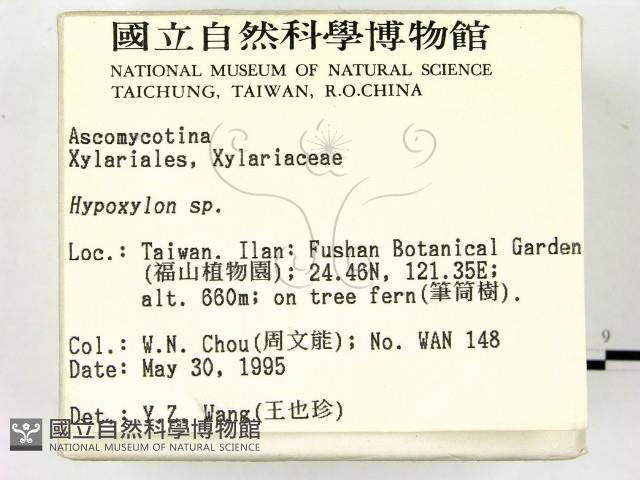 國立自然科學博物館
NATIONAL MUSEUM OF NATURAL SCIENCE
TAICHUNG, TAIWAN, R.O.CHINA
Ascomycotina
Xylariales, Xylariaceae
Hypoxylon sp.
Loc.: Taiwan. Ilan: Fushan Botanical Garden
(福山植物園); 24.46N, 121.35E;
alt. 660m; on tree fern(筆筒樹).
Col.: W.N. Chou(周文能); No. WAN 148
Date: May 30, 1995
Det.: Y.Z. Wang(王也珍)
9
國立自然科學博物館
NATIONAL MUSEUM OF NATURAL SCIENCE